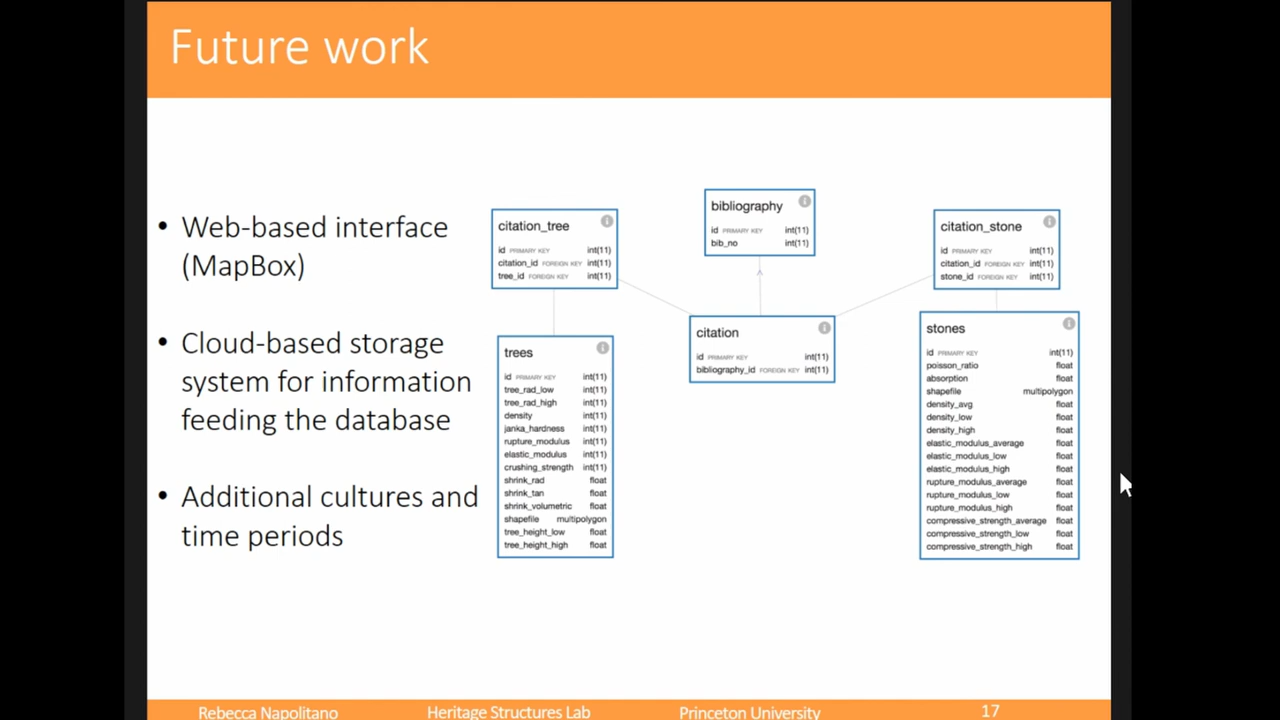 Future work
• Web-based interface
(MapBox)
• Cloud-based storage
system for information
feeding the database
• Additional cultures and
time periods
citation_tree
id PRIMARY KEY int(11)
citation_id FOREIGN KEY int(11)
tree_id FOREIGN KEY int(11)
trees
id PRIMARY KEY int(11)
tree_rad_low int(11)
tree_rad_high int(11)
density int(11)
janka_hardness int(11)
rupture_modulus int(11)
elastic_modulus int(11)
crushing_strength int(11)
shrink_rad float
shrink_tan float
shrink_volumetric float
shapefile multipolygon
tree_height_low float
tree_height_high float
bibliography
id PRIMARY KEY int(11)
bib_no int(11)
citation
id PRIMARY KEY int(11)
bibliography_id FOREIGN KEY int(11)
citation_stone
id PRIMARY KEY int(11)
citation_id FOREIGN KEY int(11)
stone_id FOREIGN KEY int(11)
stones
id PRIMARY KEY int(11)
poisson_ratio float
absorption float
shapefile multipolygon
density_avg float
density_low float
density_high float
elastic_modulus_average float
elastic_modulus_low float
elastic_modulus_high float
rupture_modulus_average float
rupture_modulus_low float
rupture_modulus_high float
compressive_strength_average float
compressive_strength_low float
compressive_strength_high float
Rebecca Napolitano Heritage Structures Lab Princeton University 17